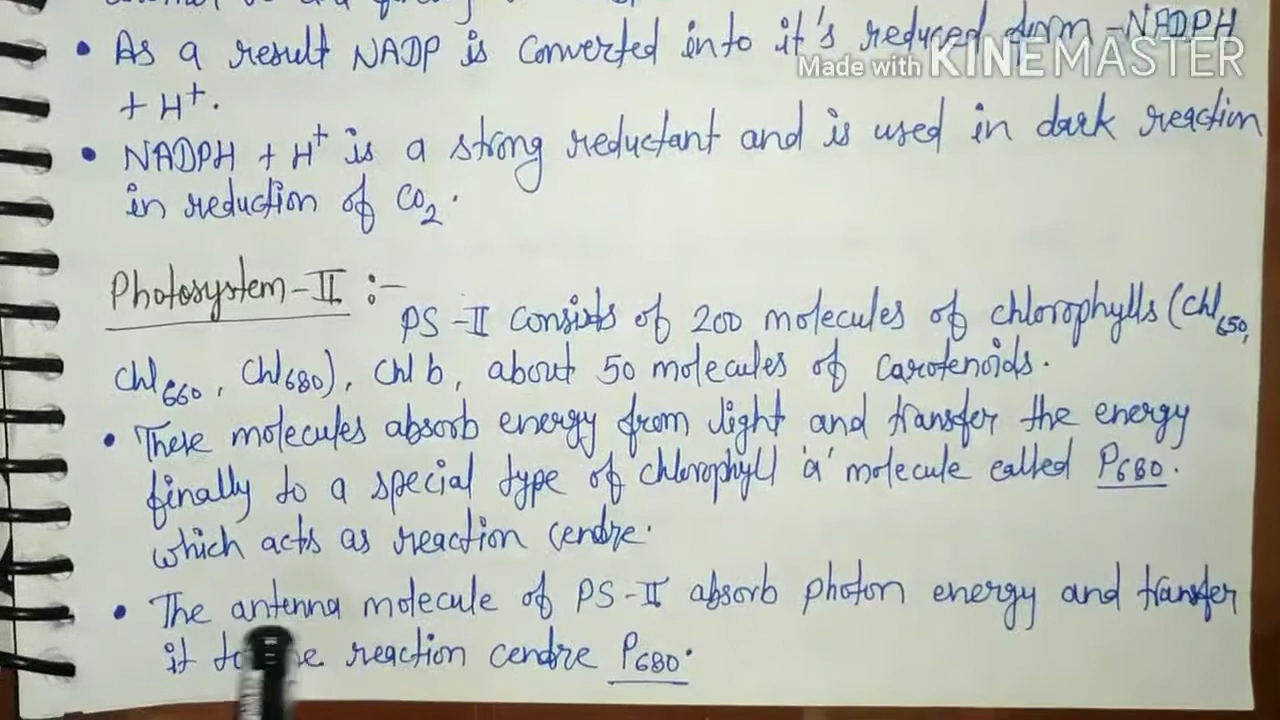 As a result NADP is converted into it's reduced form - NADPH
Made with KINEMASTER
+ H⁺.
NADPH + H⁺ is a strong reductant and is used in dark reaction
in reduction of CO₂.
Photosystem-II :-
PS-II consists of 200 molecules of chlorophylls (Chl₆₅₀,
Chl₆₆₀, Chl₆₈₀), Chl b, about 50 molecules of carotenoids.
• These molecules absorb energy from light and transfer the energy
finally to a special type of chlorophyll 'a' molecule called P₆₈₀.
which acts as reaction centre.
• The antenna molecule of PS-II absorb photon energy and transfer
it reaction centre P₆₈₀.